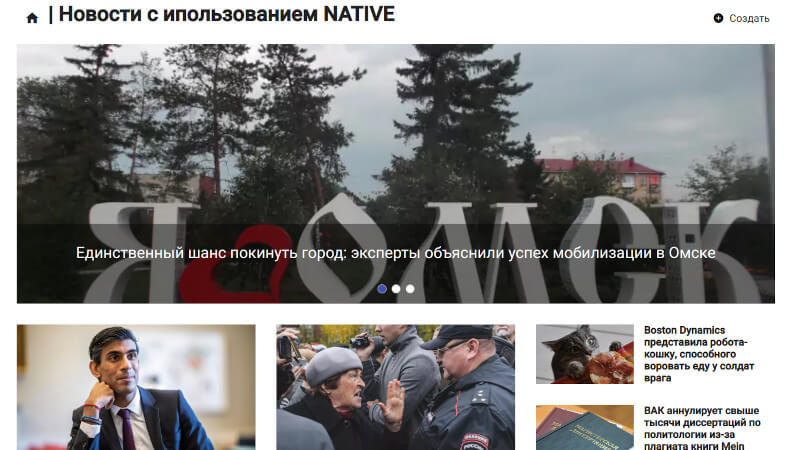 | Новости с ипользованием NATIVE
Создать
Я ОМСК
Единственный шанс покинуть город: эксперты объяснили успех мобилизации в Омске
Boston Dynamics
представила робота-
кошку, способного
воровать еду у солдат
врага
ВАК аннулирует свыше
тысячи диссертаций по
политологии из-за
плагиата книги Mein